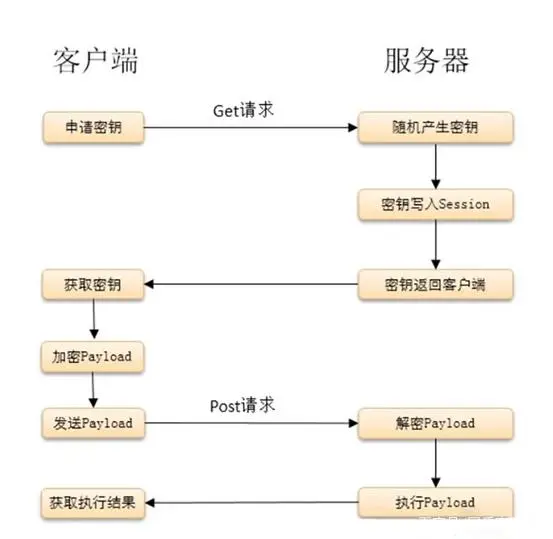 客户端
服务器
Get请求
申请密钥
随机产生密钥
密钥写入Session
获取密钥
密钥返回客户端
加密Payload
Post请求
发送Payload
解密Payload
获取执行结果
执行Payload